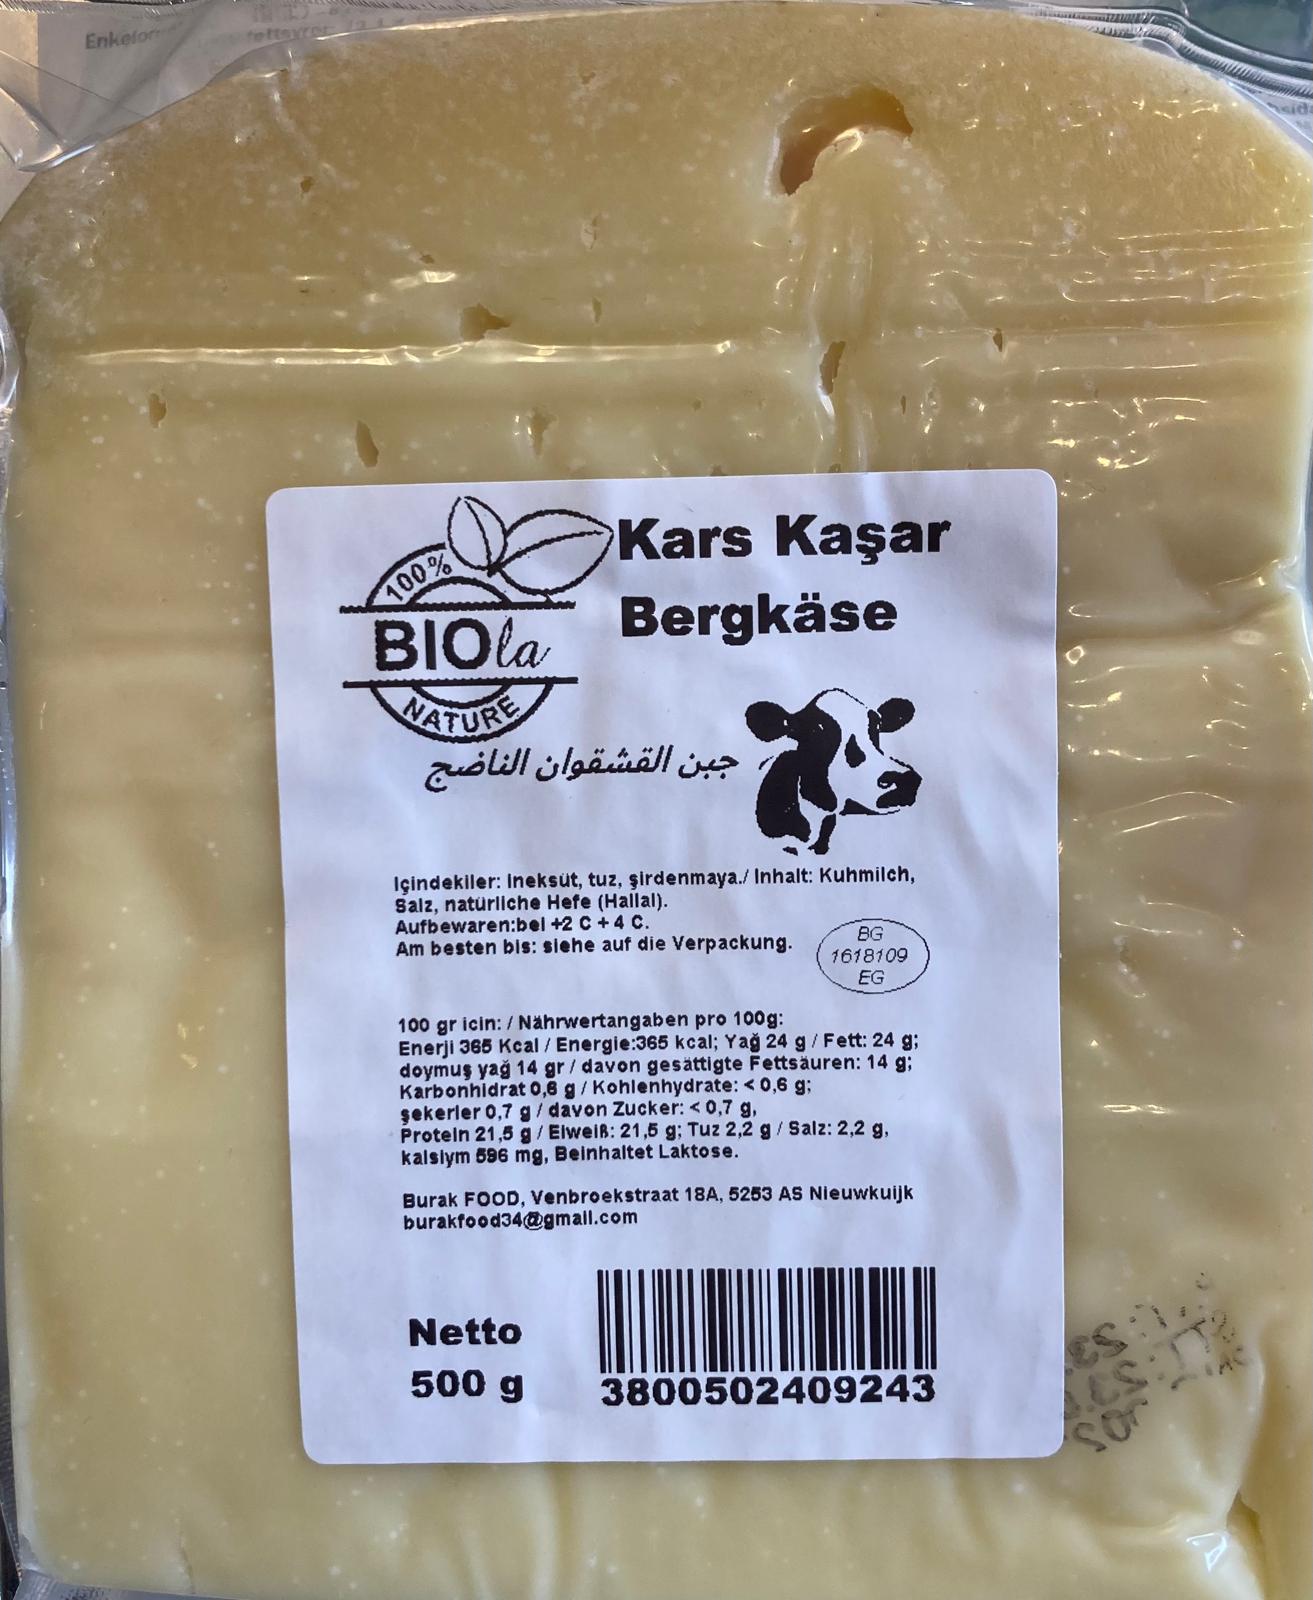 Enkelor
100%
BIOla
NATURE
Kars Kaşar
Bergkäse
جبن القشقوان الناضج
Içindekiler: Ineksüt, tuz, şirdenmaya./ Inhalt: Kuhmilch,
Salz, natürliche Hefe (Hallal).
Aufbewaren:bei +2 C + 4 C.
Am besten bis: siehe auf die Verpackung.
BG
1618109
EG
100 gr icin: / Nährwertangaben pro 100g:
Enerji 365 Kcal / Energie:365 kcal; Yağ 24 g / Fett: 24 g;
doymuş yağ 14 gr / davon gesättigte Fettsäuren: 14 g;
Karbonhidrat 0,6 g / Kohlenhydrate: < 0,6 g;
şekerler 0,7 g / davon Zucker: < 0,7 g,
Protein 21,5 g / Eiweiß: 21,5 g; Tuz 2,2 g / Salz: 2,2 g,
kalsiym 596 mg, Beinhaltet Laktose.
Burak FOOD, Venbroekstraat 18A, 5253 AS Nieuwkuijk
burakfood34@gmail.com
Netto
500 g
3800502409243